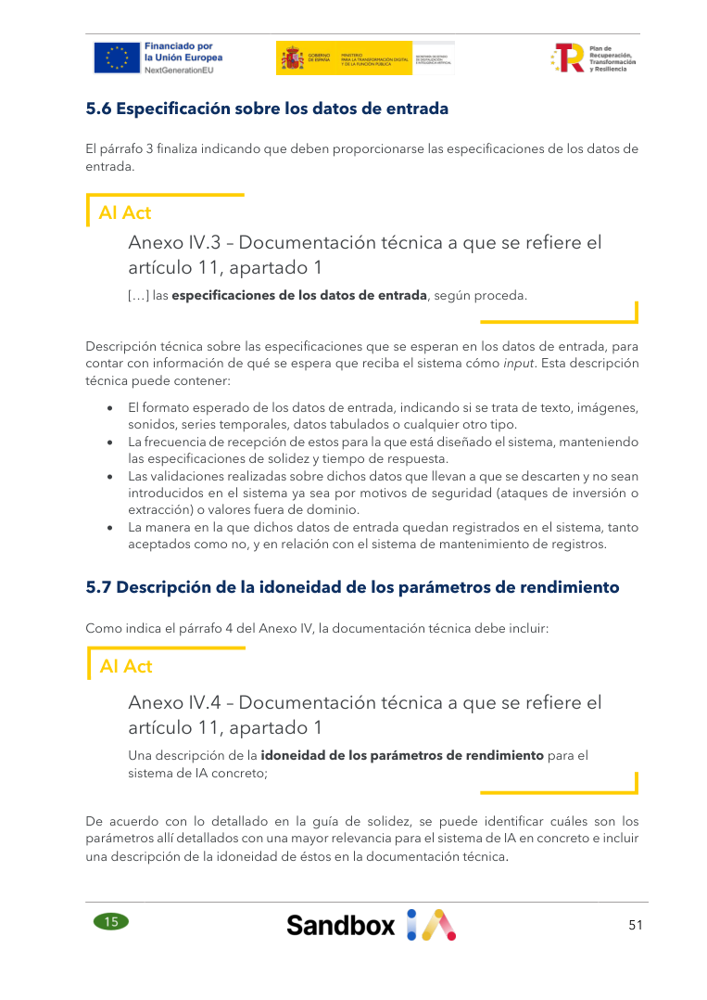 Financiado por
la Unión Europea
NextGenerationEU
GOBIERNO
DE ESPAÑA
MINISTERIO
PARA LA TRANSFORMACIÓN DIGITAL
Y DE LA FUNCIÓN PÚBLICA
SECRETARÍA DE ESTADO
DE DIGITALIZACIÓN
E INTELIGENCIA ARTIFICIAL
Plan de
Recuperación,
Transformación
y Resiliencia
5.6 Especificación sobre los datos de entrada
El párrafo 3 finaliza indicando que deben proporcionarse las especificaciones de los datos de
entrada.
AI Act
Anexo IV.3 – Documentación técnica a que se refiere el
artículo 11, apartado 1
[…] las especificaciones de los datos de entrada, según proceda.
Descripción técnica sobre las especificaciones que se esperan en los datos de entrada, para
contar con información de qué se espera que reciba el sistema cómo input. Esta descripción
técnica puede contener:
• El formato esperado de los datos de entrada, indicando si se trata de texto, imágenes,
sonidos, series temporales, datos tabulados o cualquier otro tipo.
• La frecuencia de recepción de estos para la que está diseñado el sistema, manteniendo
las especificaciones de solidez y tiempo de respuesta.
• Las validaciones realizadas sobre dichos datos que llevan a que se descarten y no sean
introducidos en el sistema ya sea por motivos de seguridad (ataques de inversión o
extracción) o valores fuera de dominio.
• La manera en la que dichos datos de entrada quedan registrados en el sistema, tanto
aceptados como no, y en relación con el sistema de mantenimiento de registros.
5.7 Descripción de la idoneidad de los parámetros de rendimiento
Como indica el párrafo 4 del Anexo IV, la documentación técnica debe incluir:
AI Act
Anexo IV.4 – Documentación técnica a que se refiere el
artículo 11, apartado 1
Una descripción de la idoneidad de los parámetros de rendimiento para el
sistema de IA concreto;
De acuerdo con lo detallado en la guía de solidez, se puede identificar cuáles son los
parámetros allí detallados con una mayor relevancia para el sistema de IA en concreto e incluir
una descripción de la idoneidad de éstos en la documentación técnica.
15
Sandbox IA
51